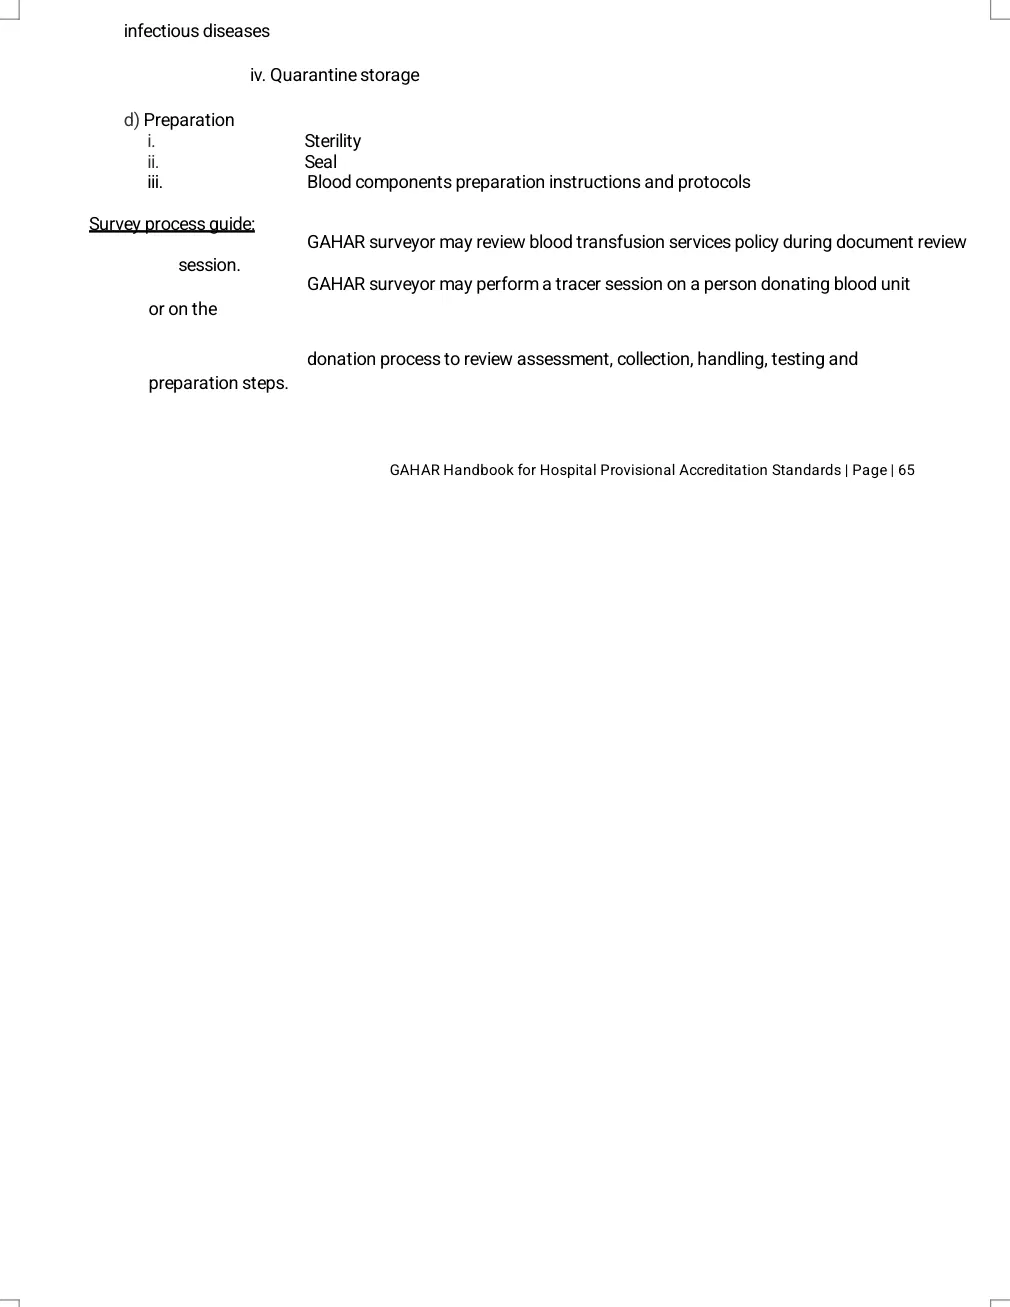 infectious diseases
iv. Quarantine storage
d) Preparation
i. Sterility
ii. Seal
iii. Blood components preparation instructions and protocols
Survey process guide:
GAHAR surveyor may review blood transfusion services policy during document review
session.
GAHAR surveyor may perform a tracer session on a person donating blood unit
or on the
donation process to review assessment, collection, handling, testing and
preparation steps.
GAHAR Handbook for Hospital Provisional Accreditation Standards | Page | 65